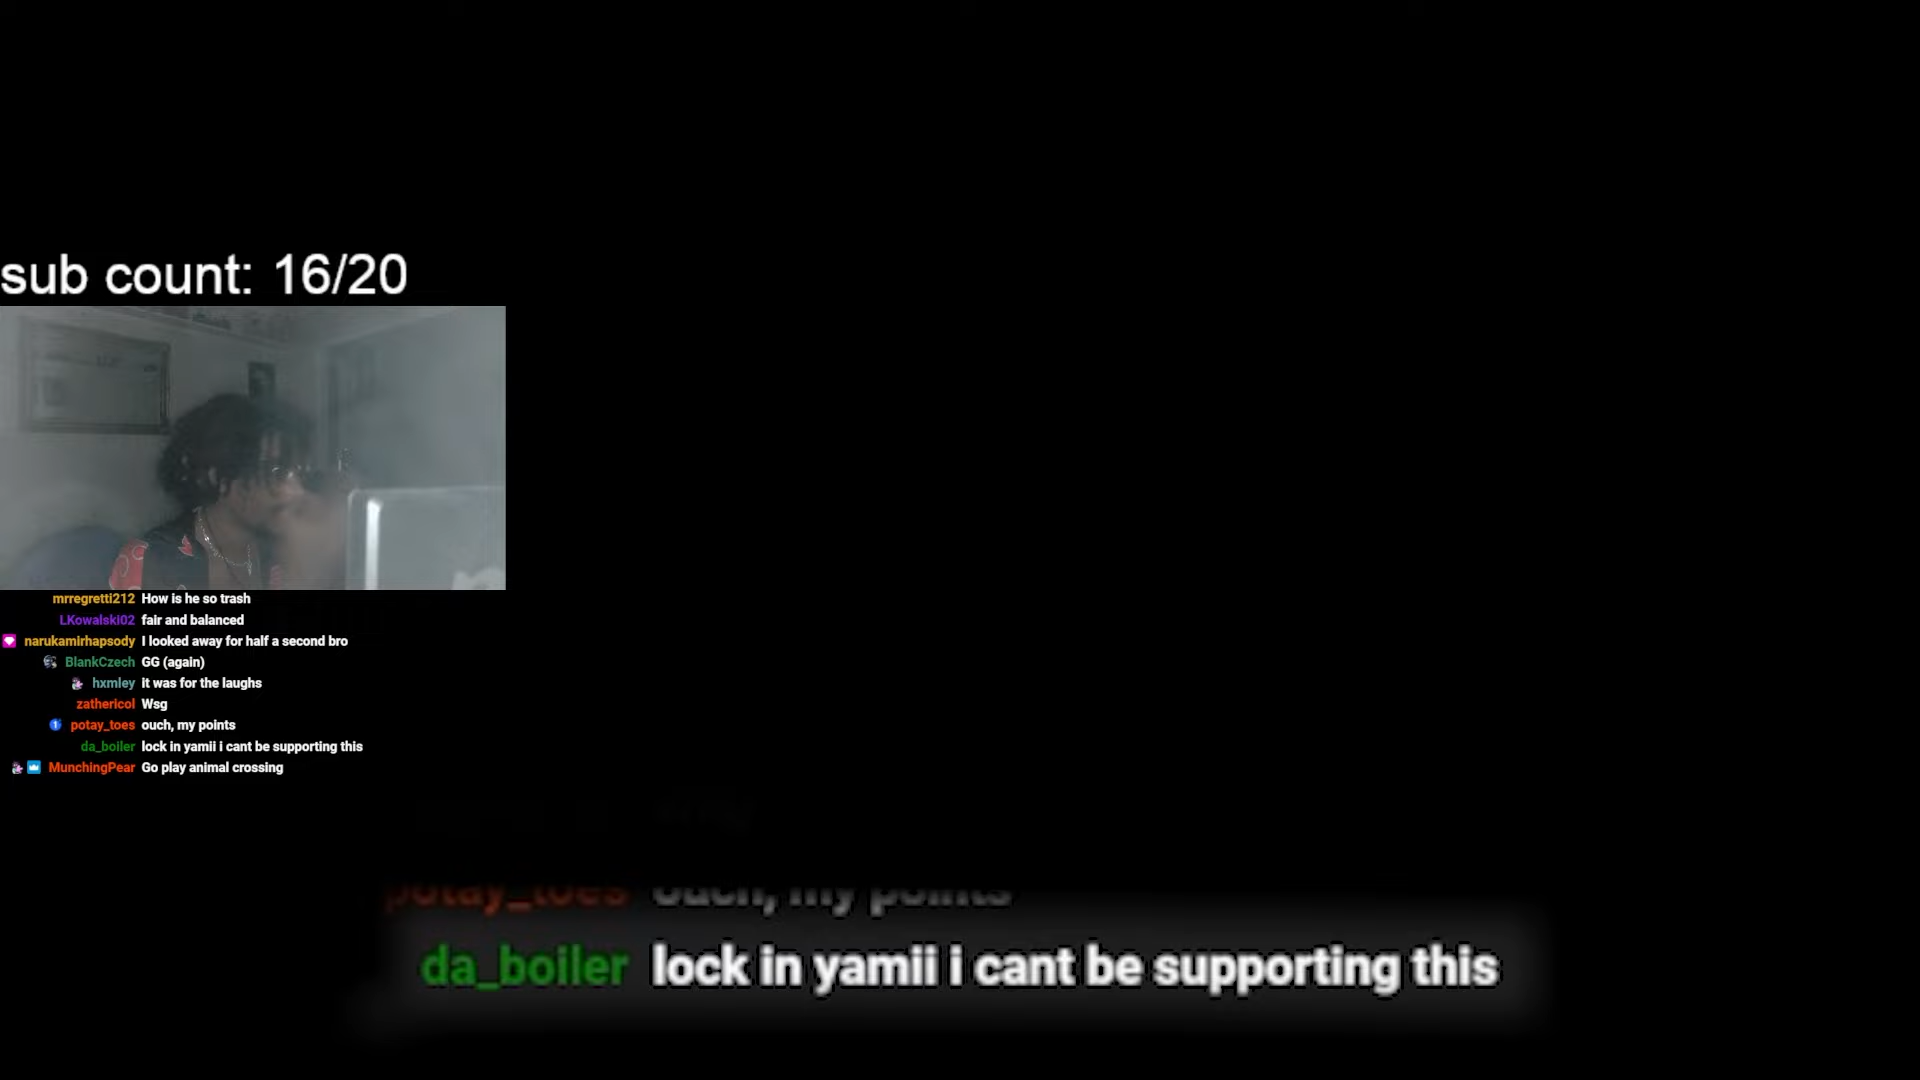 sub count: 16/20
mrregretti212 How is he so trash
LKowalski02 fair and balanced
narukamirhapsody I looked away for half a second bro
BlankCzech GG (again)
hxmley it was for the laughs
zathericol Wsg
potay_toes ouch, my points
da_boiler lock in yamii i cant be supporting this
MunchingPear Go play animal crossing
potay_toes ouch, my points
da_boiler lock in yamii i cant be supporting this